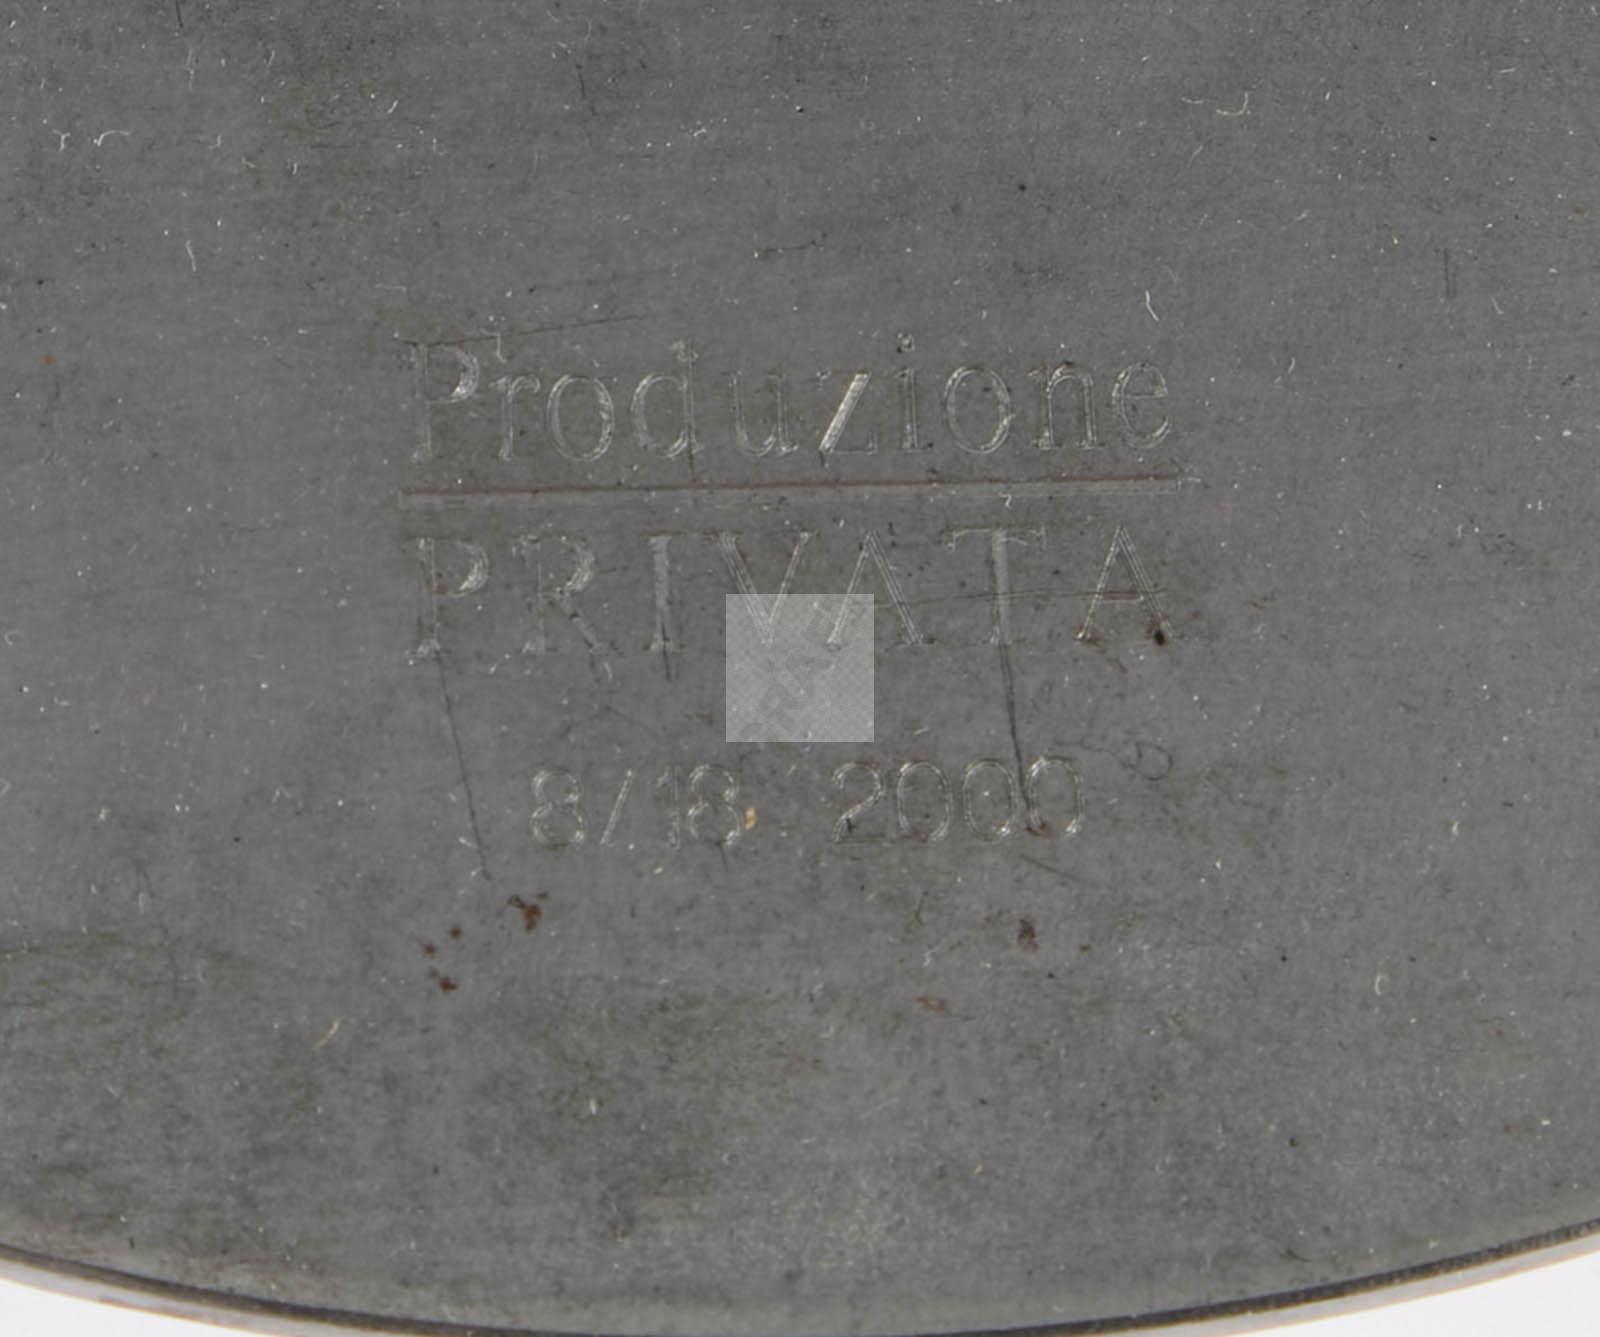 Produzione
PRIVATA
8/18 2000